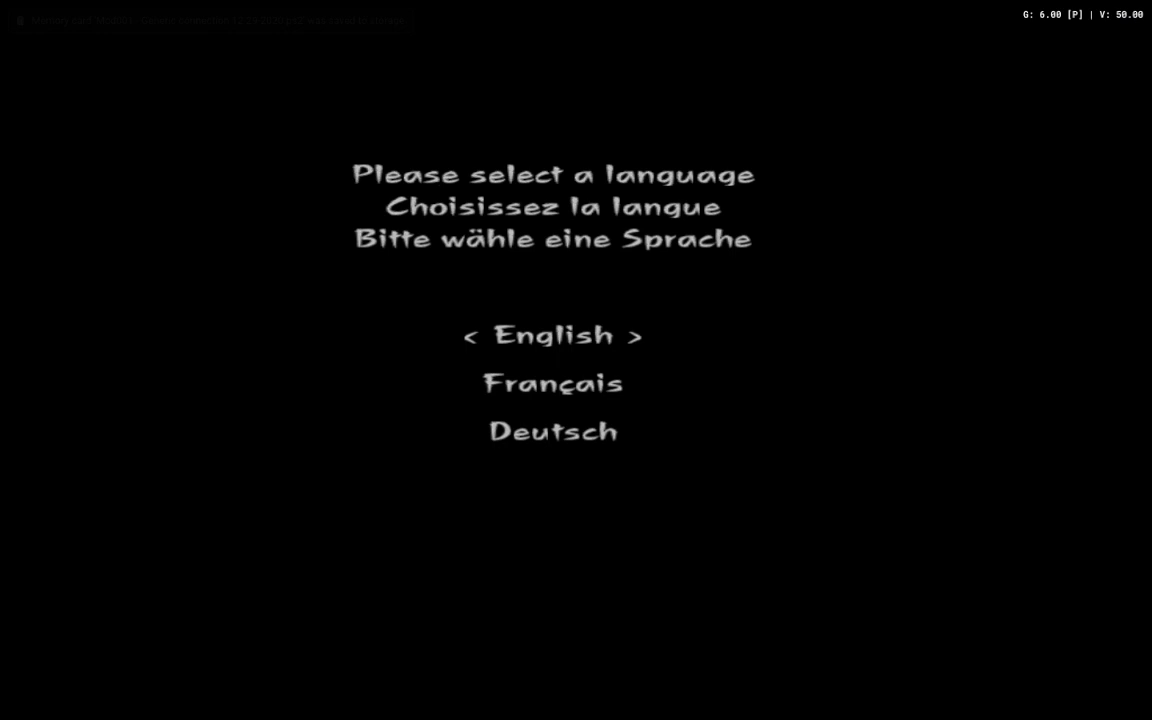 G: 6.00 [P] | V: 50.00
Please select a language
Choisissez la langue
Bitte wähle eine Sprache
< English >
Français
Deutsch